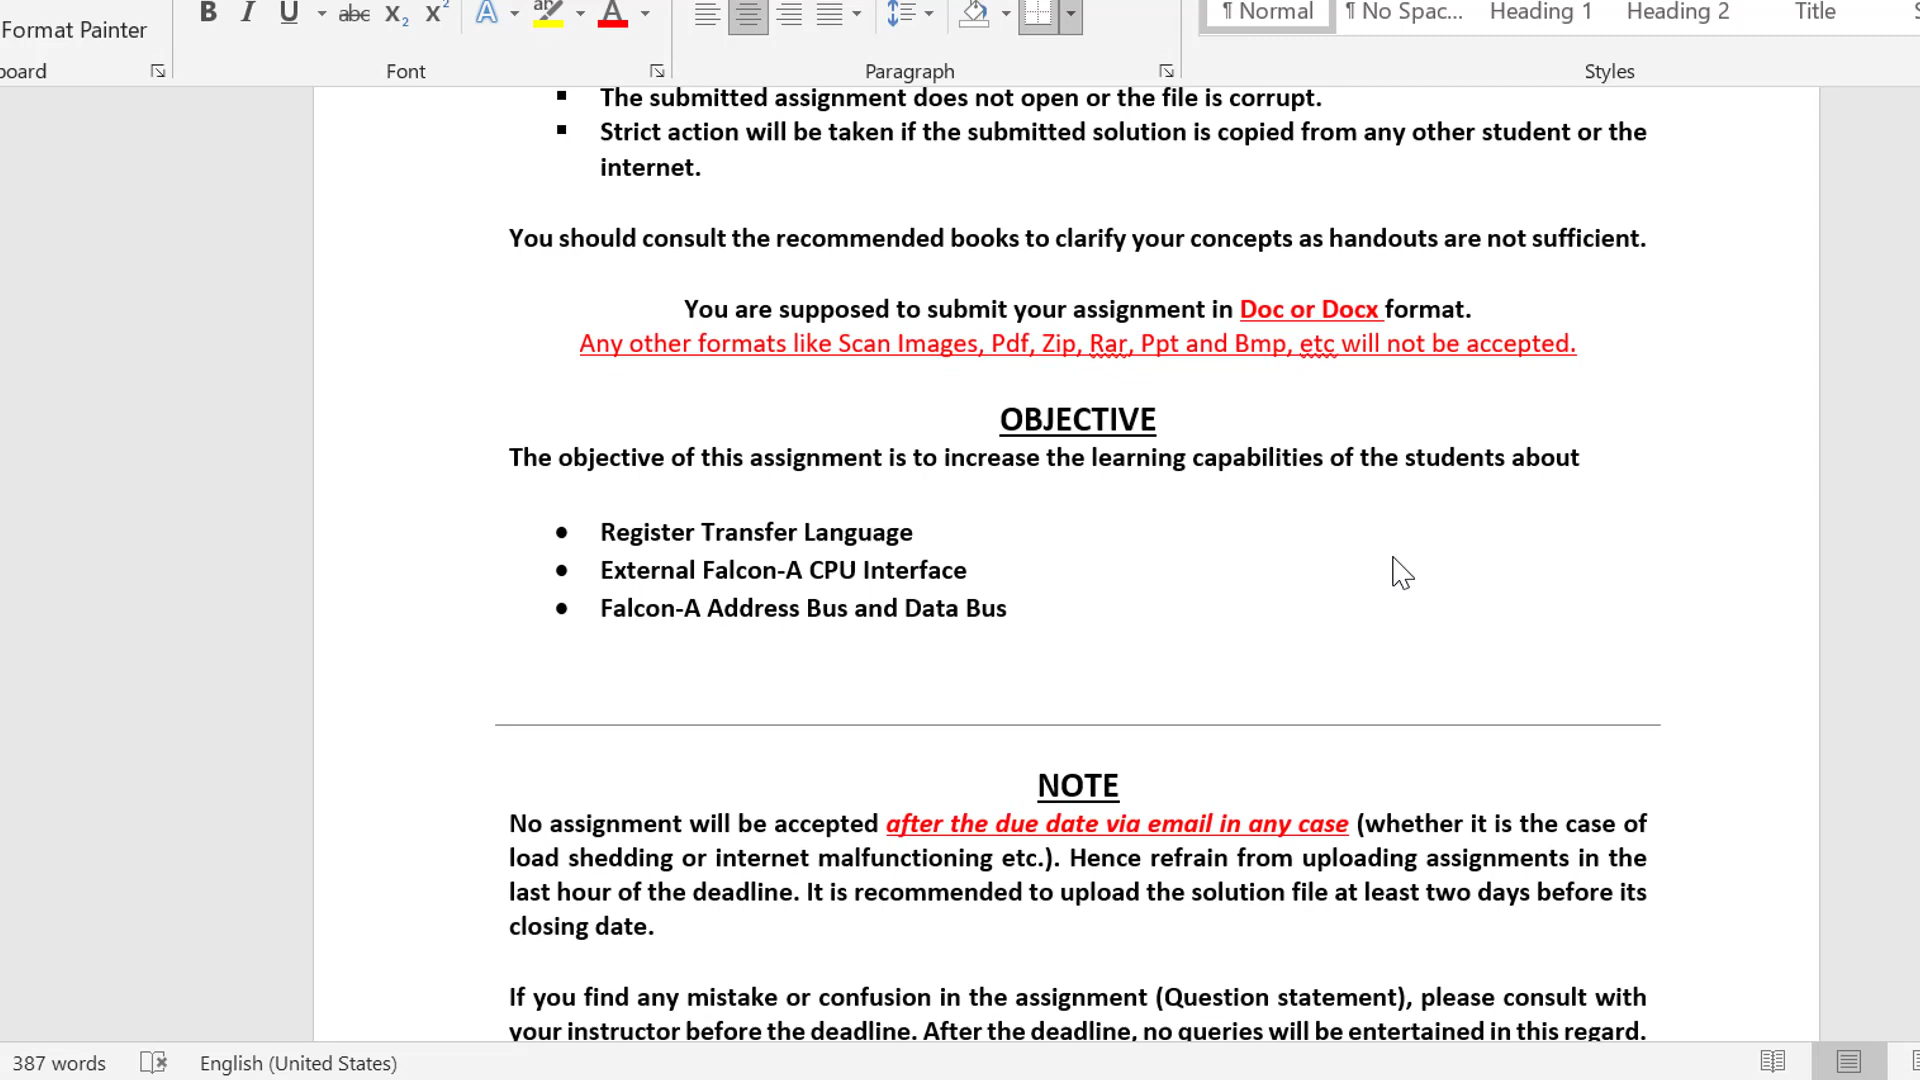 Format Painter
B I U abc X₂ X² A ab A
¶ Normal ¶ No Spac... Heading 1 Heading 2 Title
board Font Paragraph Styles
▪ The submitted assignment does not open or the file is corrupt.
▪ Strict action will be taken if the submitted solution is copied from any other student or the
internet.
You should consult the recommended books to clarify your concepts as handouts are not sufficient.
You are supposed to submit your assignment in Doc or Docx format.
Any other formats like Scan Images, Pdf, Zip, Rar, Ppt and Bmp, etc will not be accepted.
OBJECTIVE
The objective of this assignment is to increase the learning capabilities of the students about
● Register Transfer Language
● External Falcon-A CPU Interface
● Falcon-A Address Bus and Data Bus
NOTE
No assignment will be accepted after the due date via email in any case (whether it is the case of
load shedding or internet malfunctioning etc.). Hence refrain from uploading assignments in the
last hour of the deadline. It is recommended to upload the solution file at least two days before its
closing date.
If you find any mistake or confusion in the assignment (Question statement), please consult with
your instructor before the deadline. After the deadline, no queries will be entertained in this regard.
387 words English (United States)